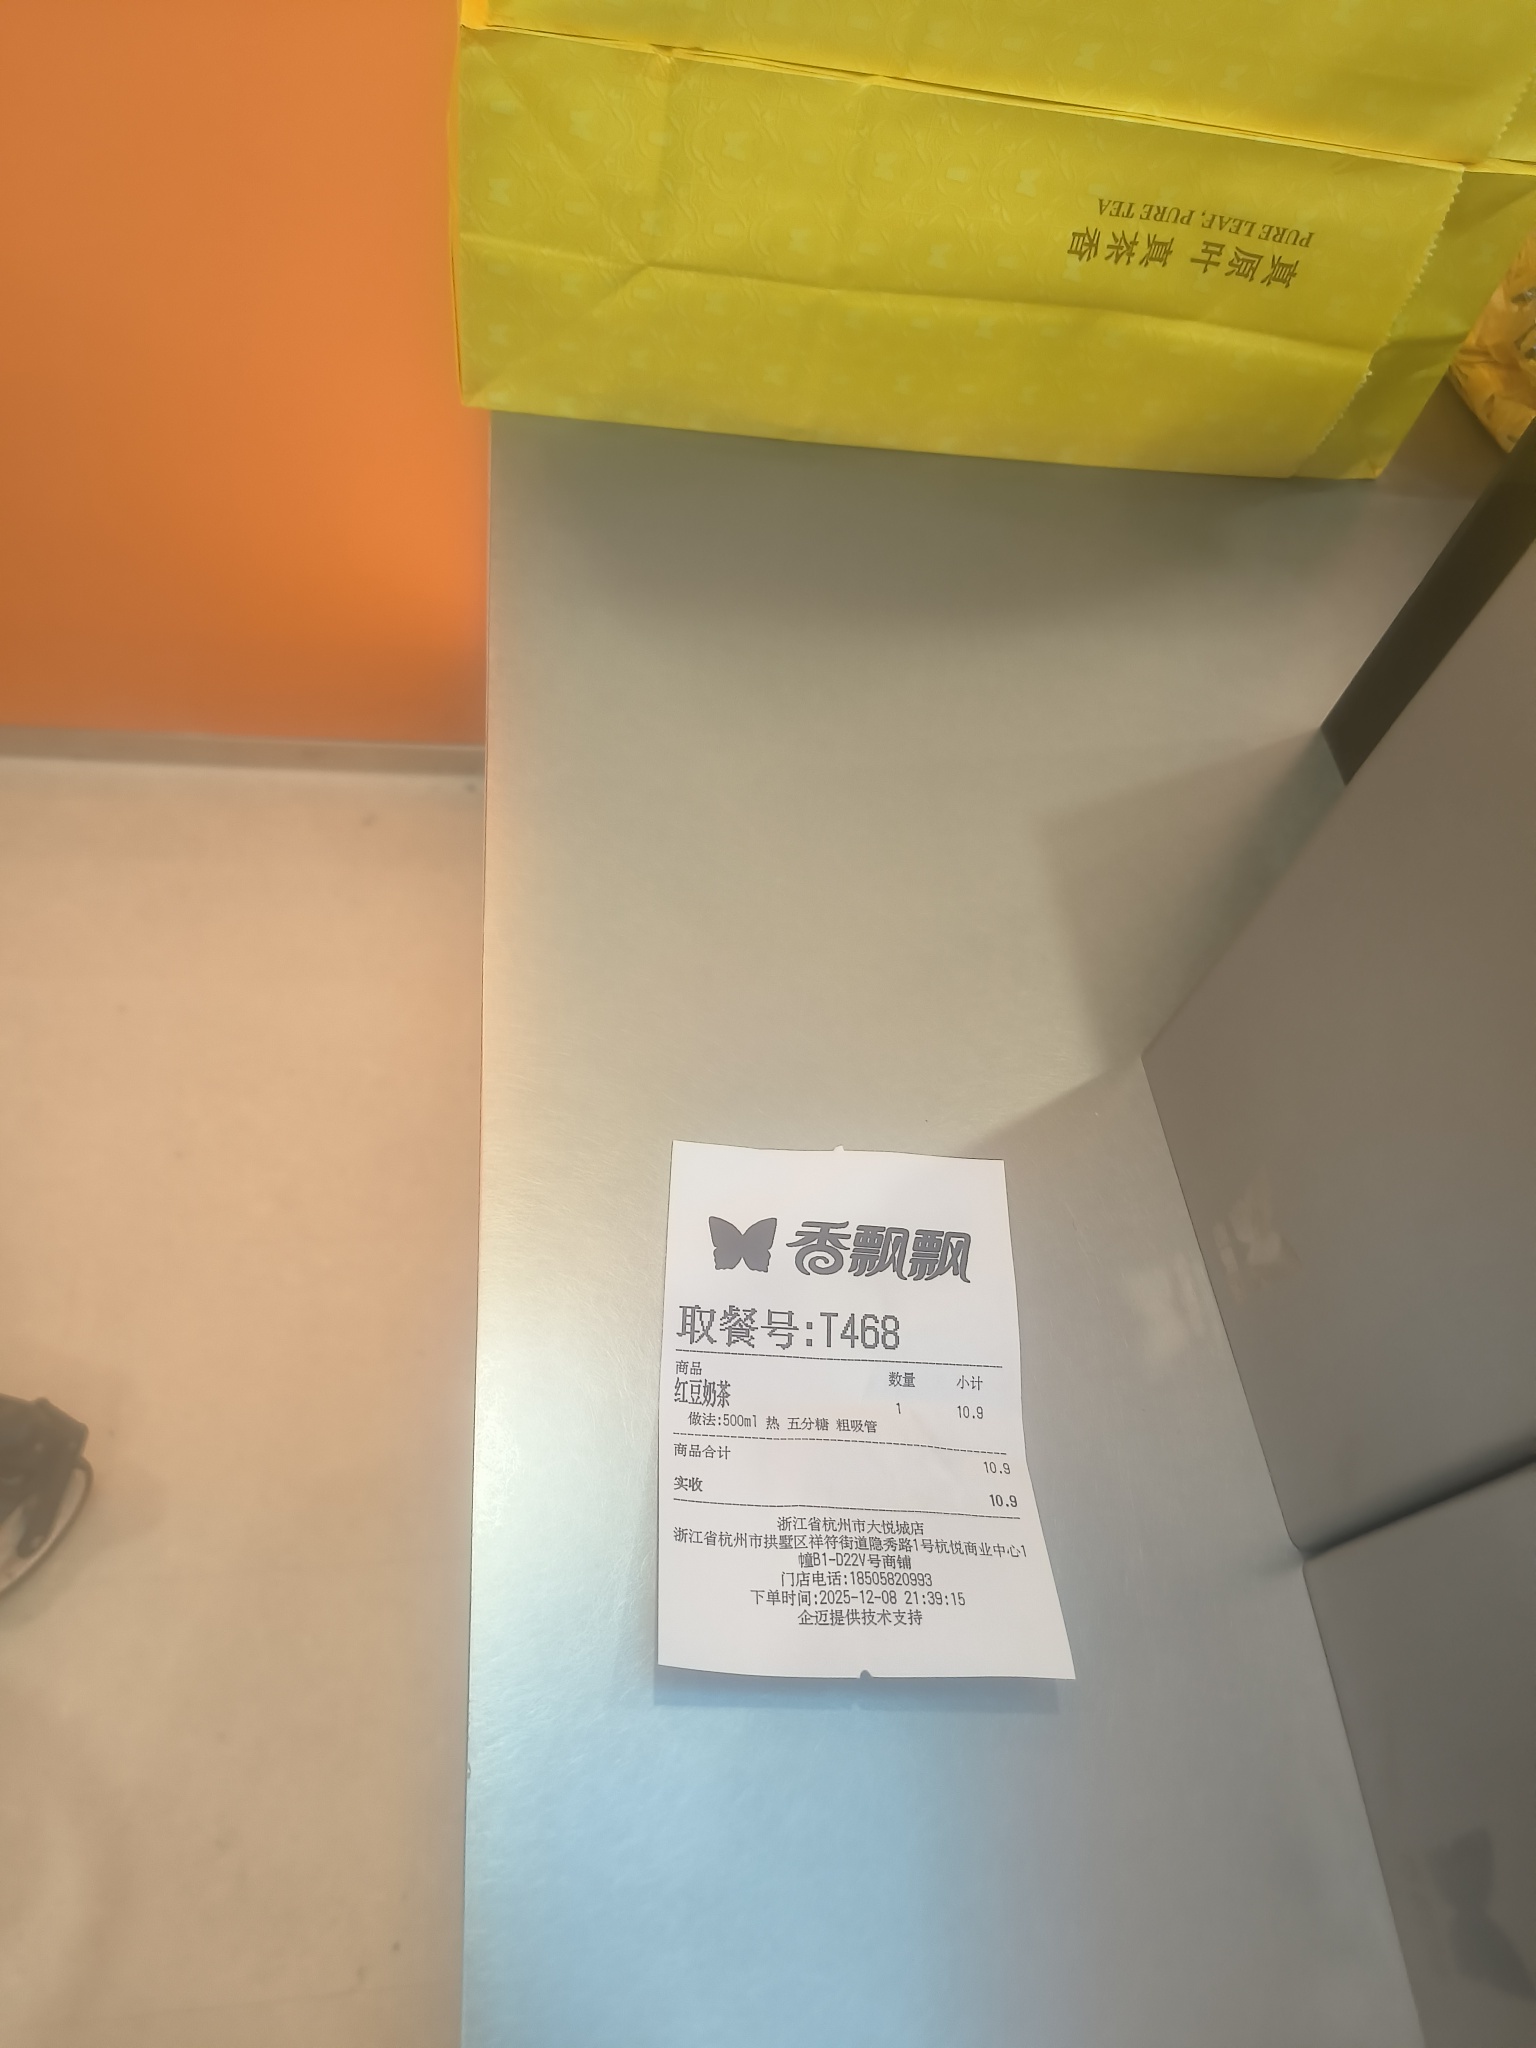 真原叶 真茶香
PURE LEAF, PURE TEA
香飘飘
取餐号:T468
商品 数量 小计
红豆奶茶 1 10.9
做法:500ml 热 五分糖 粗吸管
商品合计 10.9
实收 10.9
浙江省杭州市大悦城店
浙江省杭州市拱墅区祥符街道隐秀路1号杭悦商业中心1
幢B1-D22V号商铺
门店电话:18505820993
下单时间:2025-12-08 21:39:15
企迈提供技术支持